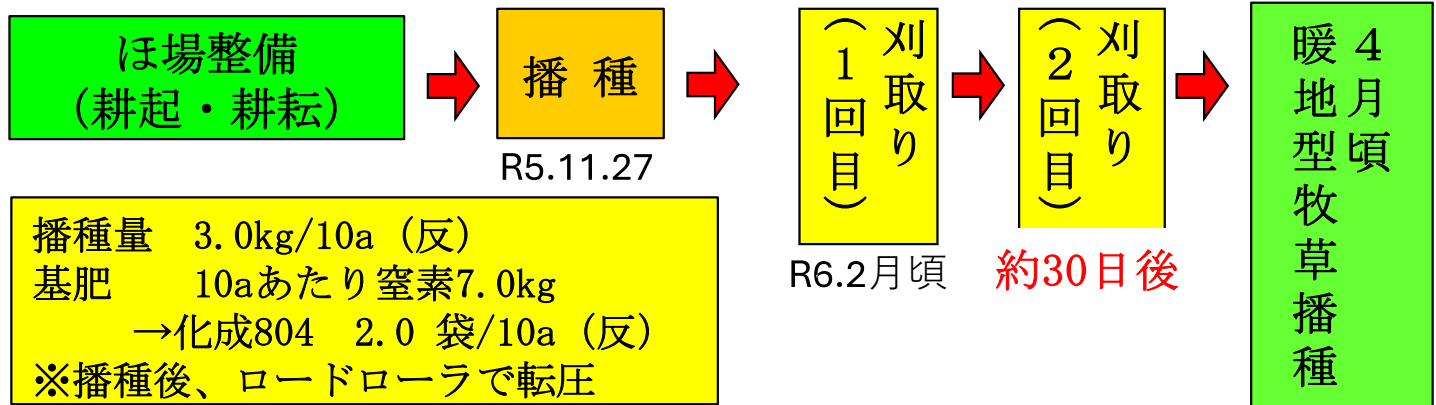 ほ場整備
(耕起・耕耘)
播 種
R5.11.27
播種量 3.0kg/10a (反)
基肥 10aあたり窒素7.0kg
→化成804 2.0 袋/10a (反)
※播種後、ロードローラで転圧
刈取り
(1回目)
R6.2月頃
刈取り
(2回目)
約30日後
4月頃
暖地型牧草播種